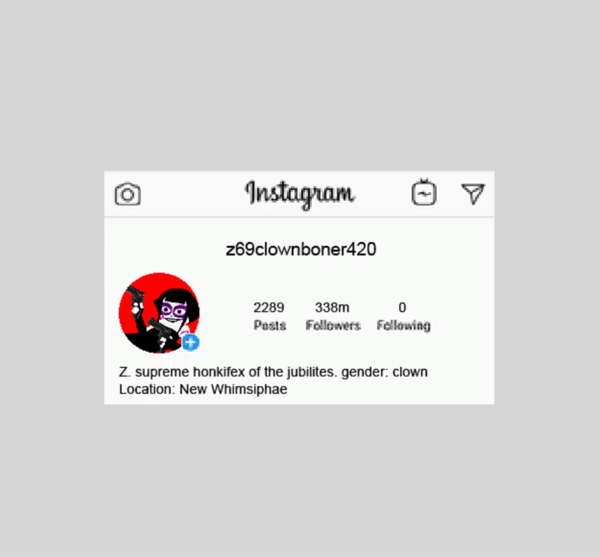 Instagram
z69clownboner420
2289 338m 0
Posts Followers Following
Z. supreme honkifex of the jubilites. gender: clown
Location: New Whimsiphae